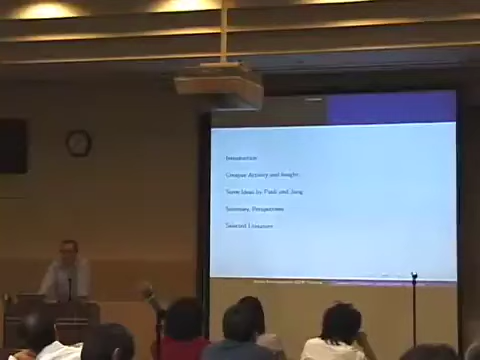 Introduction
Creative Activity and Insight
Some Ideas by Pauli and Jung
Summary, Perspectives
Selected Literature